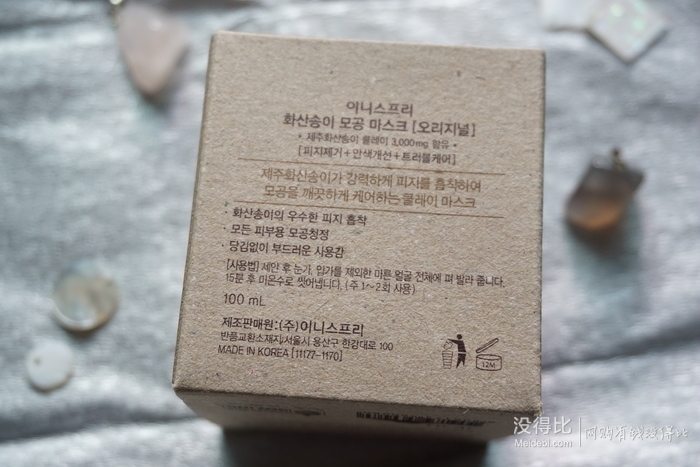 이니스프리
화산송이 모공 마스크 [오리지널]
• 제주화산송이 클레이 3,000mg 함유 •
[피지제거+안색개선+트러블케어]
제주화산송이가 강력하게 피지를 흡착하여
모공을 깨끗하게 케어하는 클레이 마스크
· 화산송이의 우수한 피지 흡착
· 모든 피부용 모공청정
· 당김없이 부드러운 사용감
[사용법] 세안 후 눈가, 입가를 제외한 마른 얼굴 전체에 펴 발라 줍니다.
15분 후 미온수로 씻어냅니다. (주 1~2회 사용)
100 mL
제조판매원:(주)이니스프리
반품교환소재지:서울시 용산구 한강대로 100
MADE IN KOREA [11177-1170]
12M
没得比
Meidebi.com
网购有钱没得比